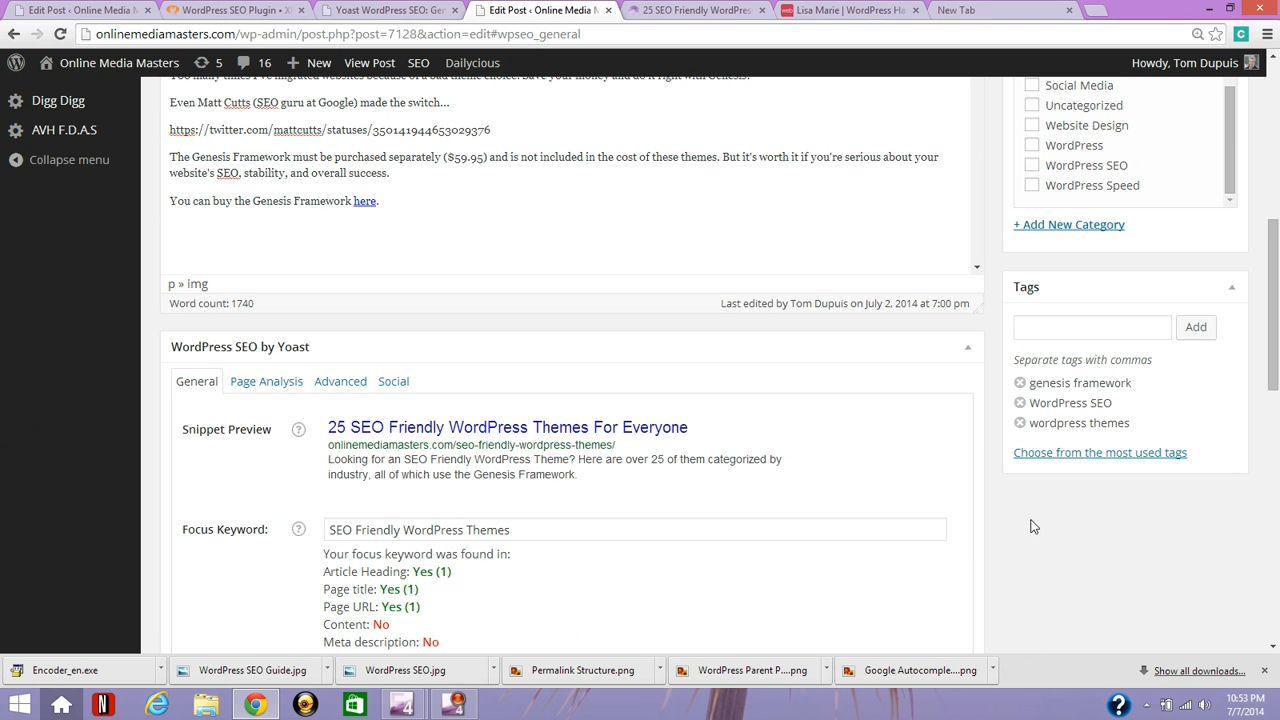 Edit Post ‹ Online Media M
WordPress SEO Plugin • Xl
Yoast WordPress SEO: Ger
Edit Post ‹ Online Media M
25 SEO Friendly WordPres
Lisa Marie | WordPress Ha
New Tab
onlinemediamasters.com/wp-admin/post.php?post=7128&action=edit#wpseo_general
Online Media Masters
5
16
New
View Post
SEO
Dailycious
Howdy, Tom Dupuis
Digg Digg
AVH F.D.A.S
Collapse menu
Even Matt Cutts (SEO guru at Google) made the switch...
https://twitter.com/mattcutts/statuses/350141944653029376
The Genesis Framework must be purchased separately ($59.95) and is not included in the cost of these themes. But it's worth it if you're serious about your
website's SEO, stability, and overall success.
You can buy the Genesis Framework here.
p » img
Word count: 1740
Last edited by Tom Dupuis on July 2, 2014 at 7:00 pm
WordPress SEO by Yoast
General
Page Analysis
Advanced
Social
Snippet Preview
?
25 SEO Friendly WordPress Themes For Everyone
onlinemediamasters.com/seo-friendly-wordpress-themes/
Looking for an SEO Friendly WordPress Theme? Here are over 25 of them categorized by
industry, all of which use the Genesis Framework.
Focus Keyword:
?
SEO Friendly WordPress Themes
Your focus keyword was found in:
Article Heading: Yes (1)
Page title: Yes (1)
Page URL: Yes (1)
Content: No
Meta description: No
Social Media
Uncategorized
Website Design
WordPress
WordPress SEO
WordPress Speed
+ Add New Category
Tags
Add
Separate tags with commas
genesis framework
WordPress SEO
wordpress themes
Choose from the most used tags
Encoder_en.exe
WordPress SEO Guide.jpg
WordPress SEO.jpg
Permalink Structure.png
WordPress Parent P....png
Google Autocomple....png
Show all downloads...
10:53 PM
7/7/2014